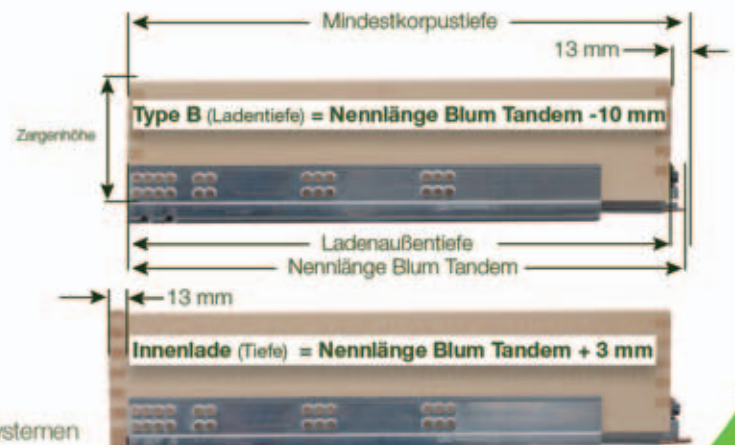 Mindestkorpustiefe
13 mm
Zargenhöhe
Type B (Ladentiefe) = Nennlänge Blum Tandem -10 mm
Ladenaußentiefe
Nennlänge Blum Tandem
13 mm
Innenlade (Tiefe) = Nennlänge Blum Tandem + 3 mm
ystemen